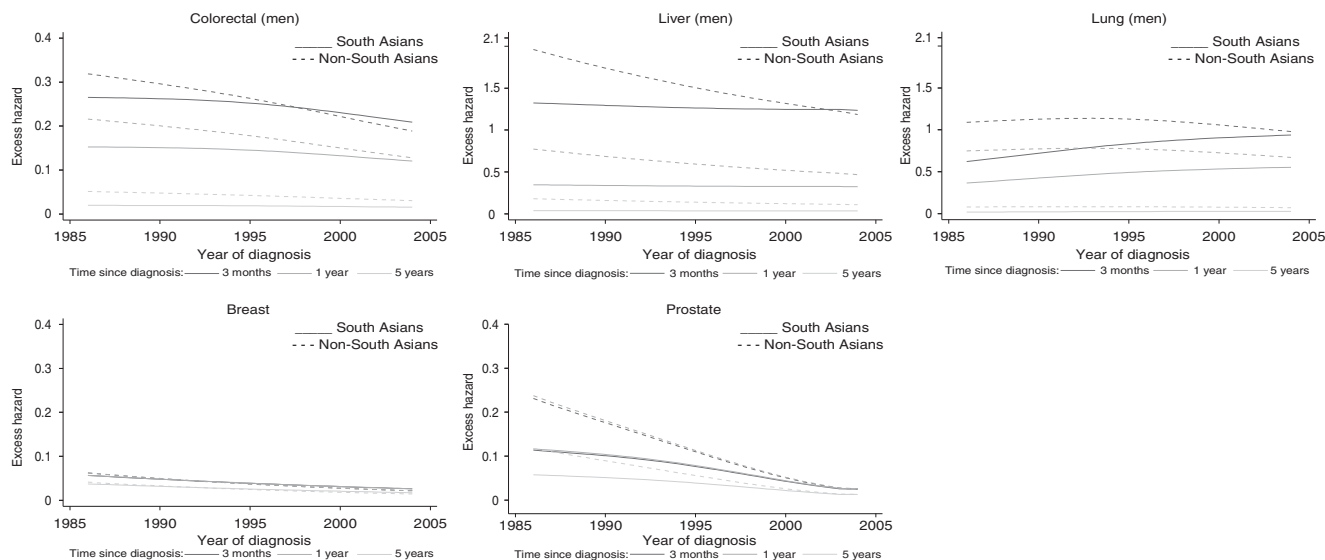 Colorectal (men)
0.4
0.3
0.2
0.1
0
Excess hazard
South Asians
Non-South Asians
1985 1990 1995 2000 2005
Year of diagnosis
Time since diagnosis: 3 months 1 year 5 years
Liver (men)
2.1
2
1.5
1
0.5
0
Excess hazard
South Asians
Non-South Asians
1985 1990 1995 2000 2005
Year of diagnosis
Time since diagnosis: 3 months 1 year 5 years
Lung (men)
2.1
2
1.5
1
0.5
0
Excess hazard
South Asians
Non-South Asians
1985 1990 1995 2000 2005
Year of diagnosis
Time since diagnosis: 3 months 1 year 5 years
Breast
0.4
0.3
0.2
0.1
0
Excess hazard
South Asians
Non-South Asians
1985 1990 1995 2000 2005
Year of diagnosis
Time since diagnosis: 3 months 1 year 5 years
Prostate
0.4
0.3
0.2
0.1
0
Excess hazard
South Asians
Non-South Asians
1985 1990 1995 2000 2005
Year of diagnosis
Time since diagnosis: 3 months 1 year 5 years